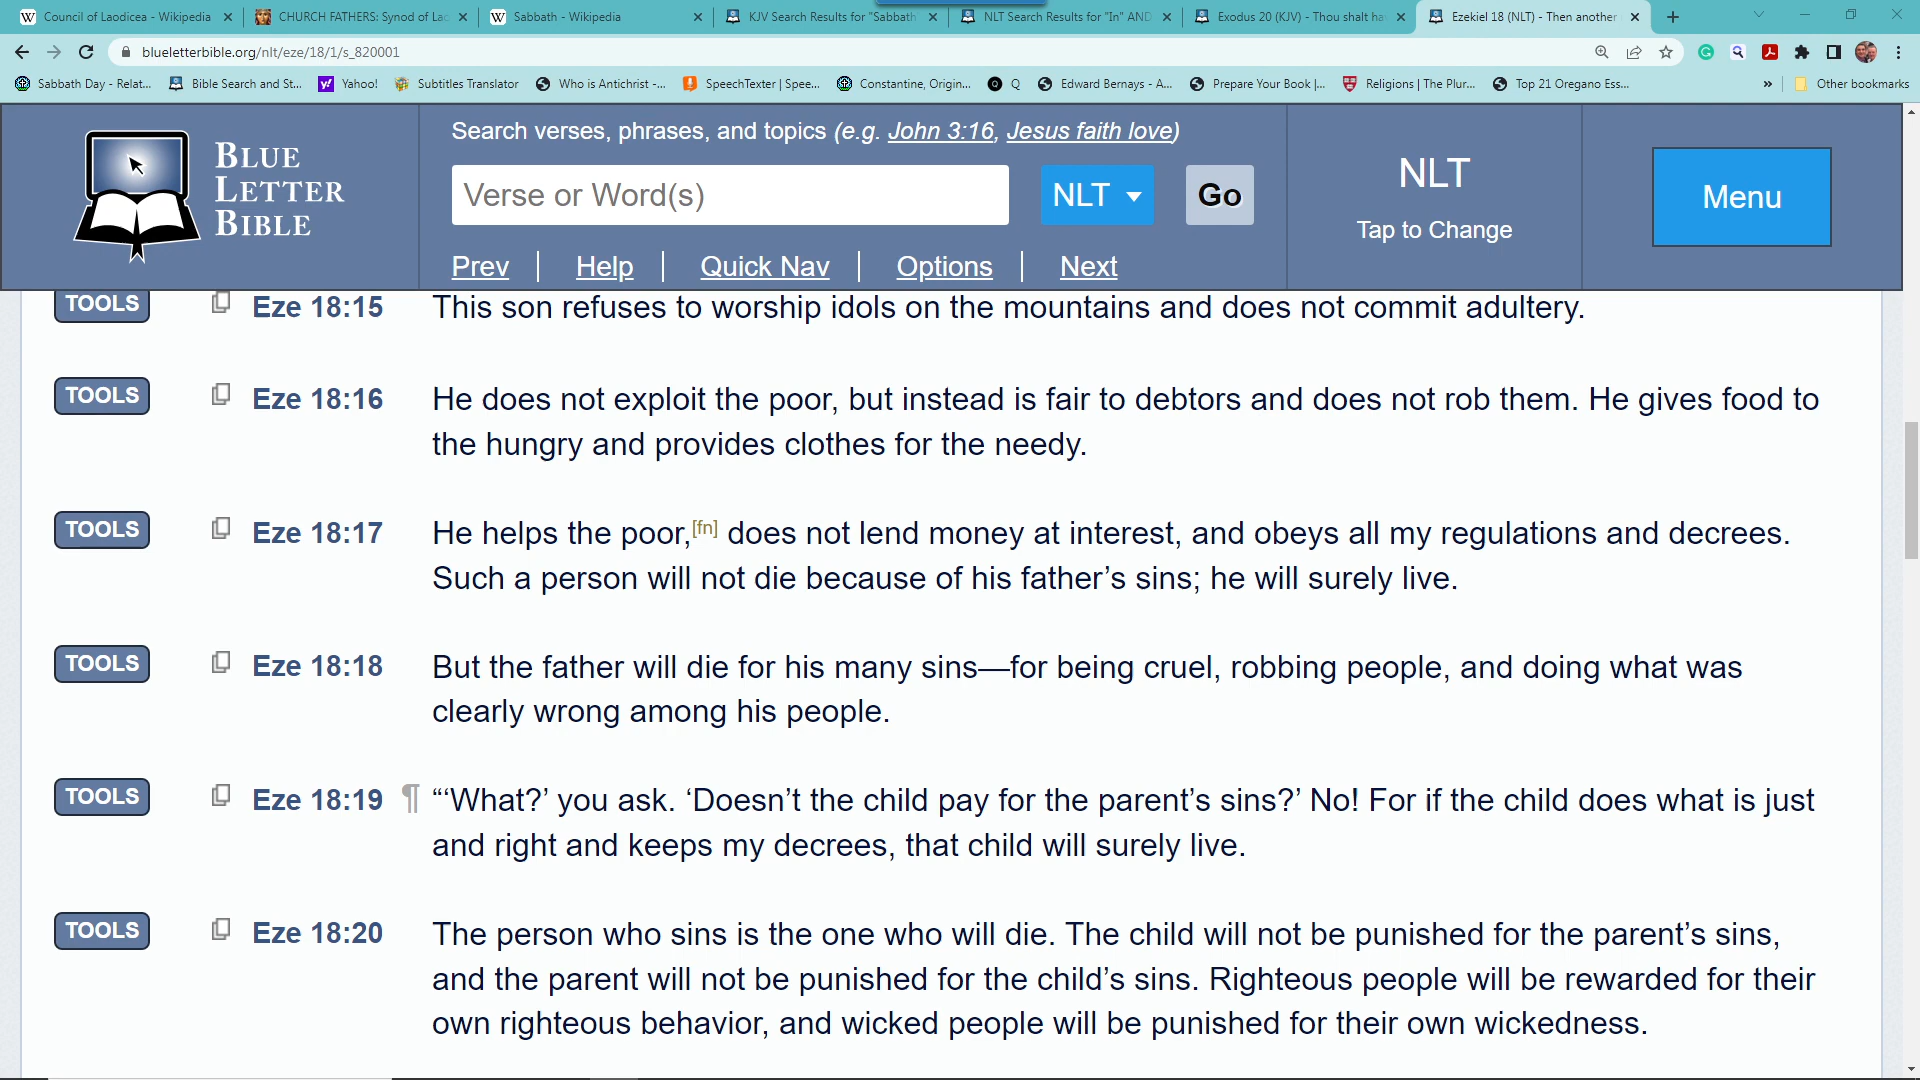 Council of Laodicea - Wikipedia
CHURCH FATHERS: Synod of Lao
Sabbath - Wikipedia
KJV Search Results for "Sabbath"
NLT Search Results for "In" AND
Exodus 20 (KJV) - Thou shalt ha
Ezekiel 18 (NLT) - Then another
blueletterbible.org/nlt/eze/18/1/s_820001
Sabbath Day - Relat...
Bible Search and St...
Yahoo!
Subtitles Translator
Who is Antichrist -...
SpeechTexter | Spee...
Constantine, Origin...
Q
Edward Bernays - A...
Prepare Your Book |...
Religions | The Plur...
Top 21 Oregano Ess...
»
Other bookmarks
BLUE
LETTER
BIBLE
Search verses, phrases, and topics (e.g. John 3:16, Jesus faith love)
Verse or Word(s)
NLT
Go
Prev | Help | Quick Nav | Options | Next
NLT
Tap to Change
Menu
TOOLS Eze 18:15 This son refuses to worship idols on the mountains and does not commit adultery.
TOOLS Eze 18:16 He does not exploit the poor, but instead is fair to debtors and does not rob them. He gives food to
the hungry and provides clothes for the needy.
TOOLS Eze 18:17 He helps the poor,[fn] does not lend money at interest, and obeys all my regulations and decrees.
Such a person will not die because of his father’s sins; he will surely live.
TOOLS Eze 18:18 But the father will die for his many sins—for being cruel, robbing people, and doing what was
clearly wrong among his people.
TOOLS Eze 18:19 ¶ “‘What?’ you ask. ‘Doesn’t the child pay for the parent’s sins?’ No! For if the child does what is just
and right and keeps my decrees, that child will surely live.
TOOLS Eze 18:20 The person who sins is the one who will die. The child will not be punished for the parent’s sins,
and the parent will not be punished for the child’s sins. Righteous people will be rewarded for their
own righteous behavior, and wicked people will be punished for their own wickedness.